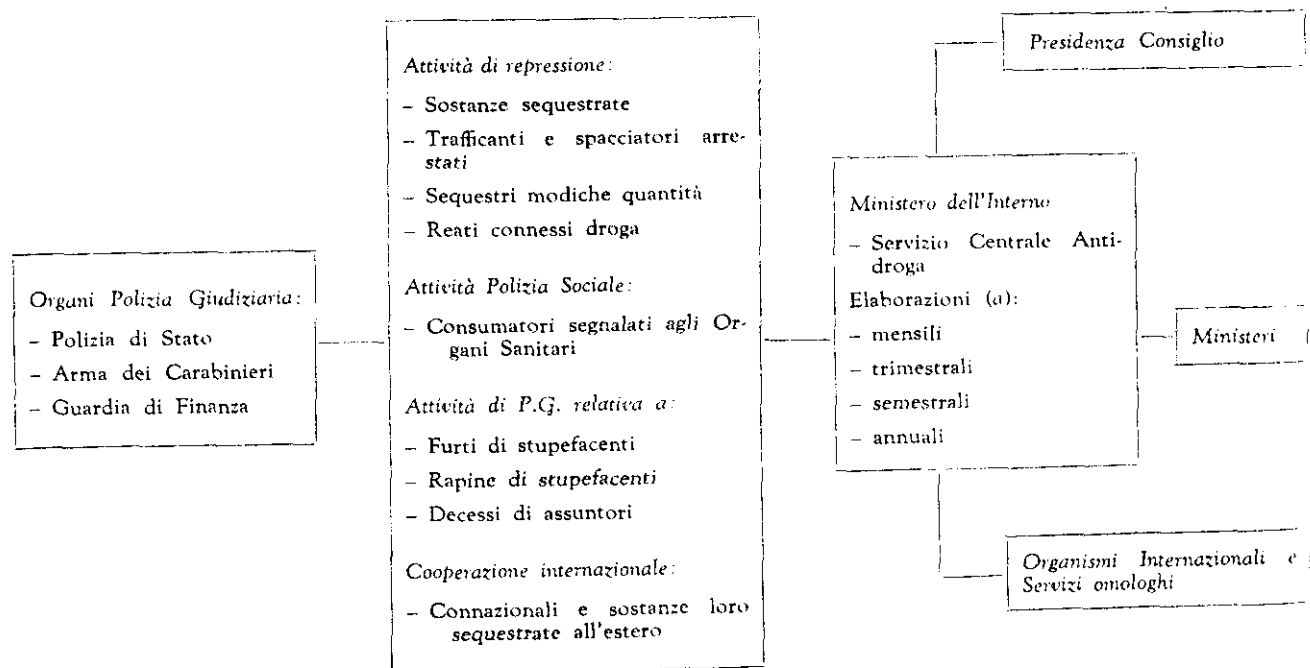 Organi Polizia Giudiziaria:
– Polizia di Stato
– Arma dei Carabinieri
– Guardia di Finanza
Attività di repressione:
– Sostanze sequestrate
– Trafficanti e spacciatori arre-
stati
– Sequestri modiche quantità
– Reati connessi droga
Attività Polizia Sociale:
– Consumatori segnalati agli Or-
gani Sanitari
Attività di P.G. relativa a:
– Furti di stupefacenti
– Rapine di stupefacenti
– Decessi di assuntori
Cooperazione internazionale:
– Connazionali e sostanze loro
sequestrate all'estero
Presidenza Consiglio
Ministero dell'Interno
– Servizio Centrale Anti-
droga
Elaborazioni (a):
– mensili
– trimestrali
– semestrali
– annuali
Ministeri
Organismi Internazionali e
Servizi omologhi